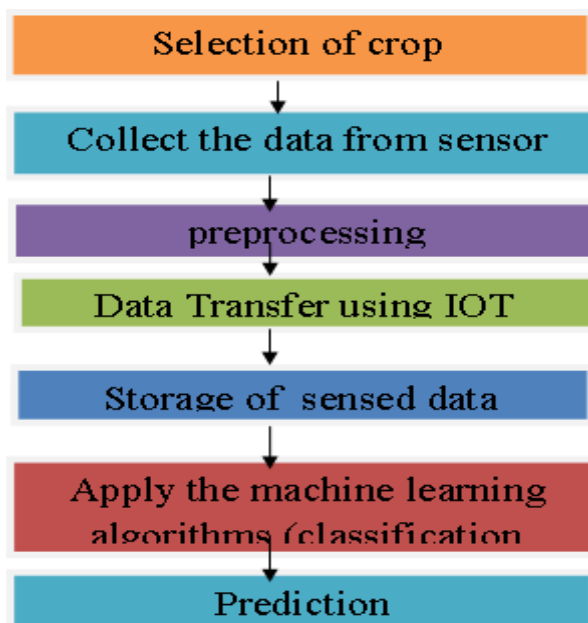 Selection of crop
Collect the data from sensor
preprocessing
Data Transfer using IOT
Storage of sensed data
Apply the machine learning
algorithms (classification
Prediction